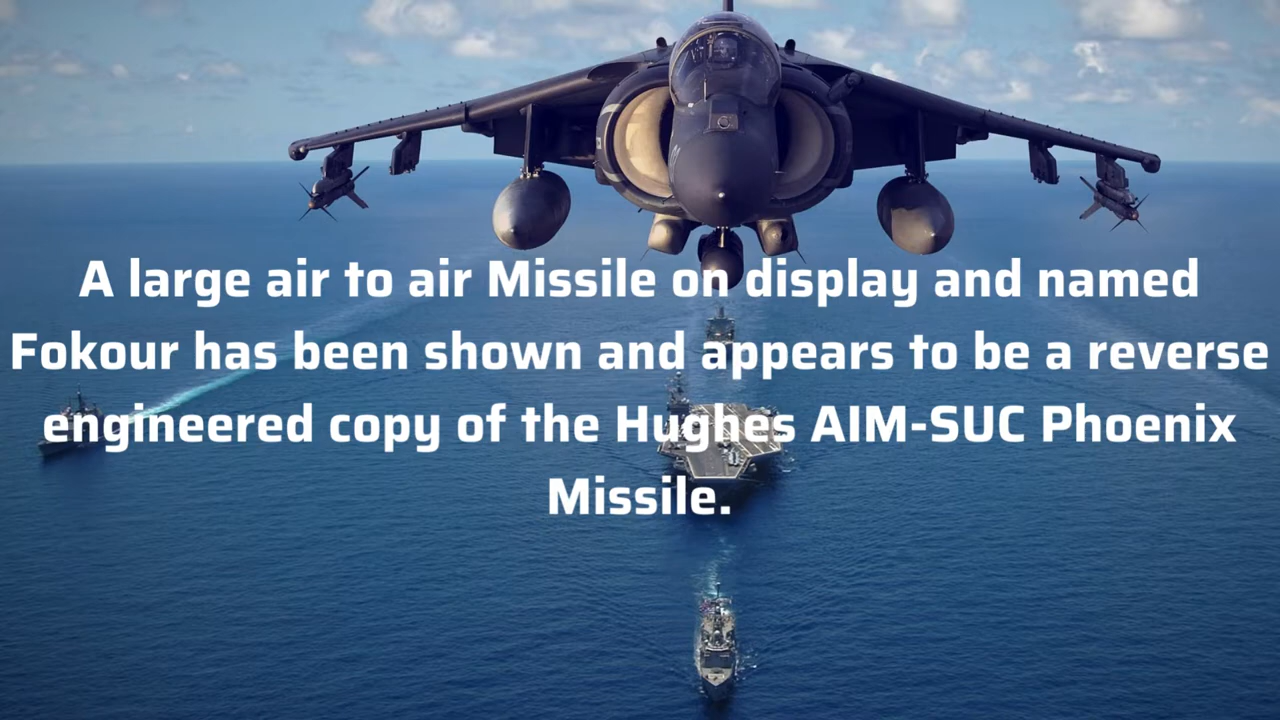 A large air to air Missile on display and named
Fokour has been shown and appears to be a reverse
engineered copy of the Hughes AIM-SUC Phoenix
Missile.